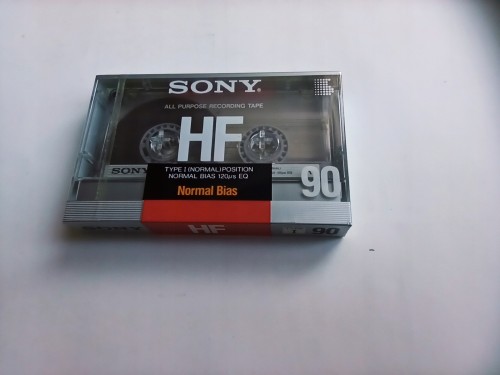 SONY®
ALL PURPOSE RECORDING TAPE
HF
SONY
TYPE I (NORMAL) POSITION
NORMAL BIAS 120μs EQ
Normal Bias
90
HF
90